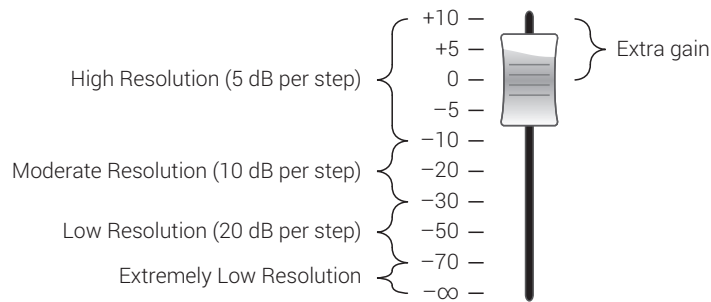 +10 –
+5 –
Extra gain
High Resolution (5 dB per step)
0 –
–5 –
–10 –
Moderate Resolution (10 dB per step)
–20 –
–30 –
Low Resolution (20 dB per step)
–50 –
–70 –
Extremely Low Resolution
–∞ –